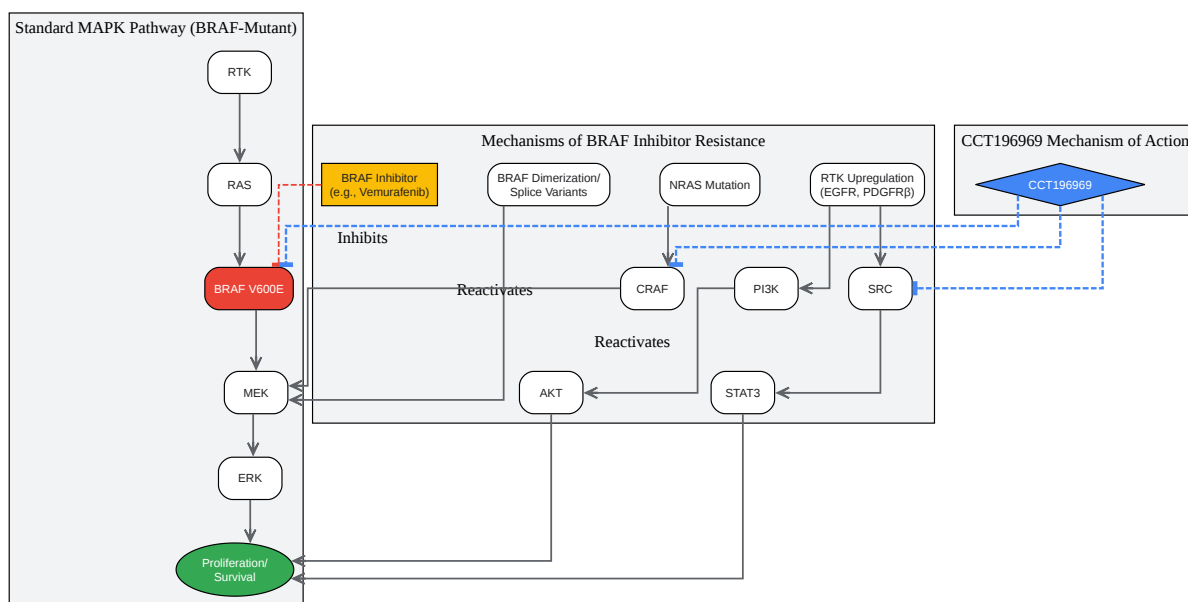 Standard MAPK Pathway (BRAF-Mutant)
RTK
RAS
BRAF V600E
MEK
ERK
Proliferation/
Survival
Mechanisms of BRAF Inhibitor Resistance
BRAF Inhibitor
(e.g., Vemurafenib)
BRAF Dimerization/
Splice Variants
NRAS Mutation
RTK Upregulation
(EGFR, PDGFRβ)
Inhibits
Reactivates
CRAF
PI3K
SRC
Reactivates
AKT
STAT3
CCT196969 Mechanism of Action
CCT196969